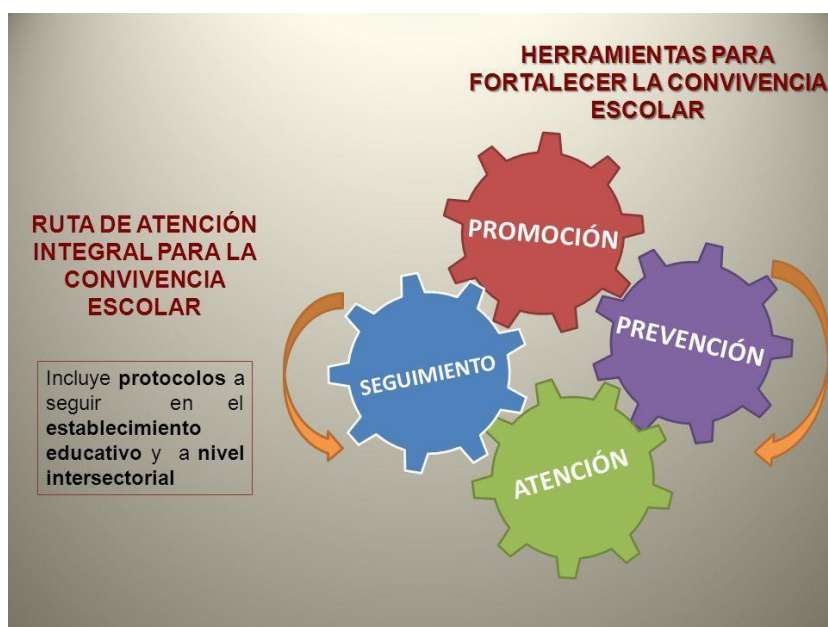 HERRAMIENTAS PARA
FORTALECER LA CONVIVENCIA
ESCOLAR
RUTA DE ATENCIÓN
INTEGRAL PARA LA
CONVIVENCIA
ESCOLAR
Incluye protocolos a
seguir en el
establecimiento
educativo y a nivel
intersectorial
PROMOCIÓN
PREVENCIÓN
ATENCIÓN
SEGUIMIENTO